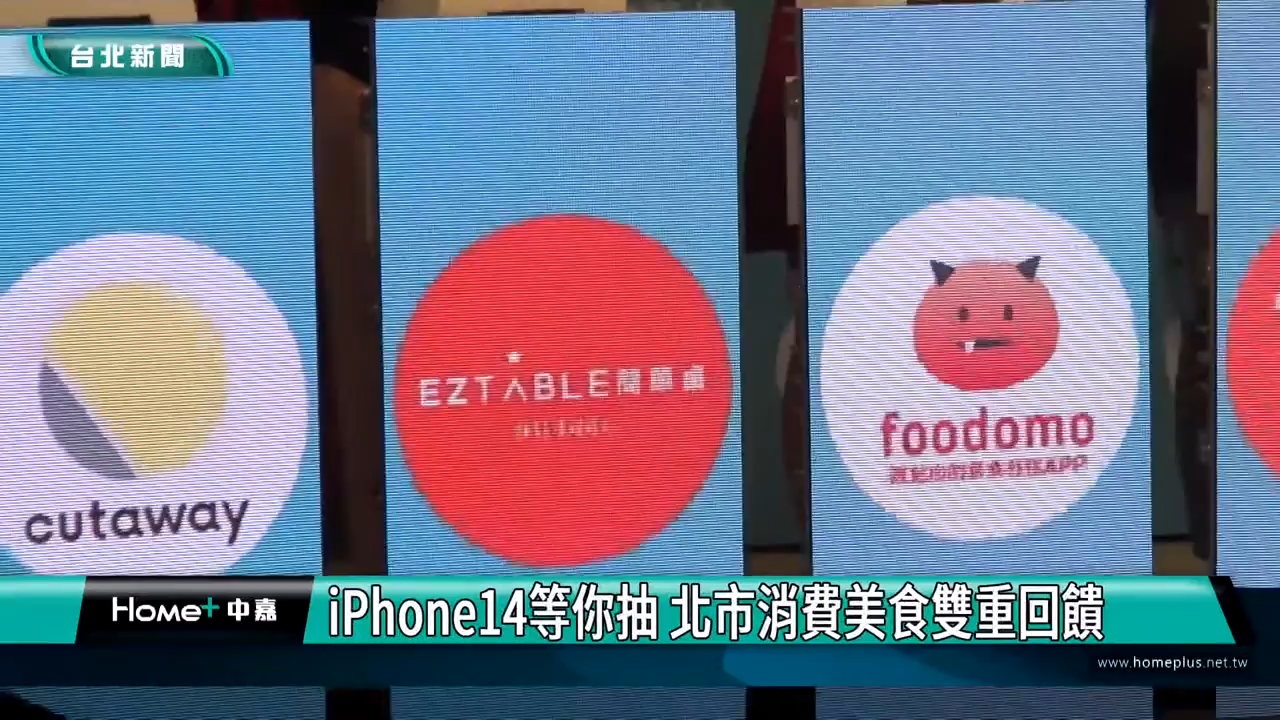 台北新聞
cutaway
EZTABLE簡單桌
foodomo
Home+中嘉
iPhone14等你抽 北市消費美食雙重回饋
www.homeplus.net.tw